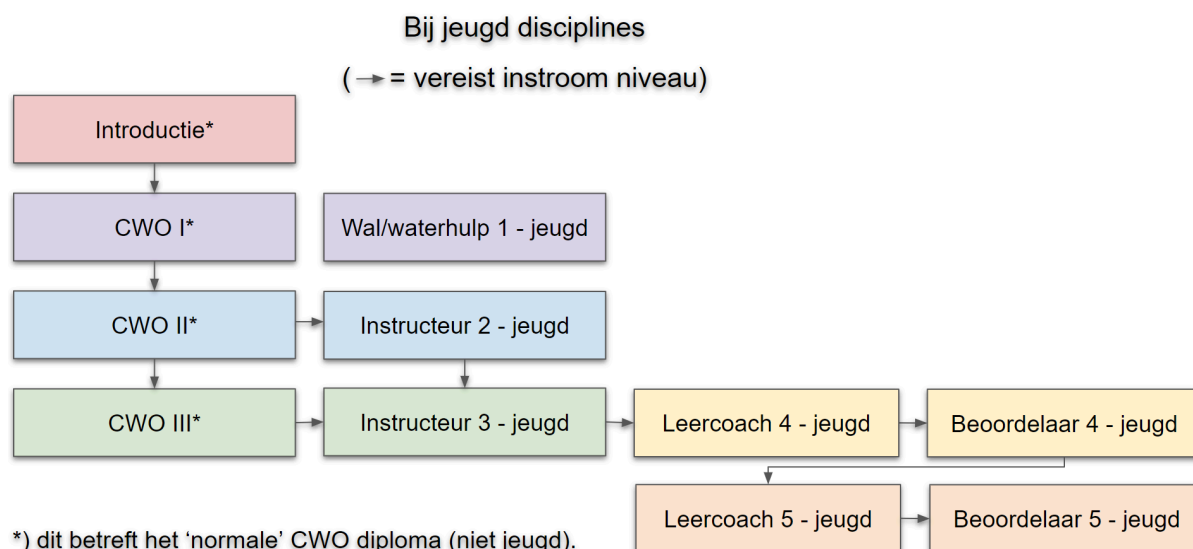 Bij jeugd disciplines
( → = vereist instroom niveau)
Introductie*
CWO I*
Wal/waterhulp 1 - jeugd
CWO II*
Instructeur 2 - jeugd
CWO III*
Instructeur 3 - jeugd
Leercoach 4 - jeugd
Beoordelaar 4 - jeugd
Leercoach 5 - jeugd
Beoordelaar 5 - jeugd
*) dit betreft het ‘normale’ CWO diploma (niet jeugd).